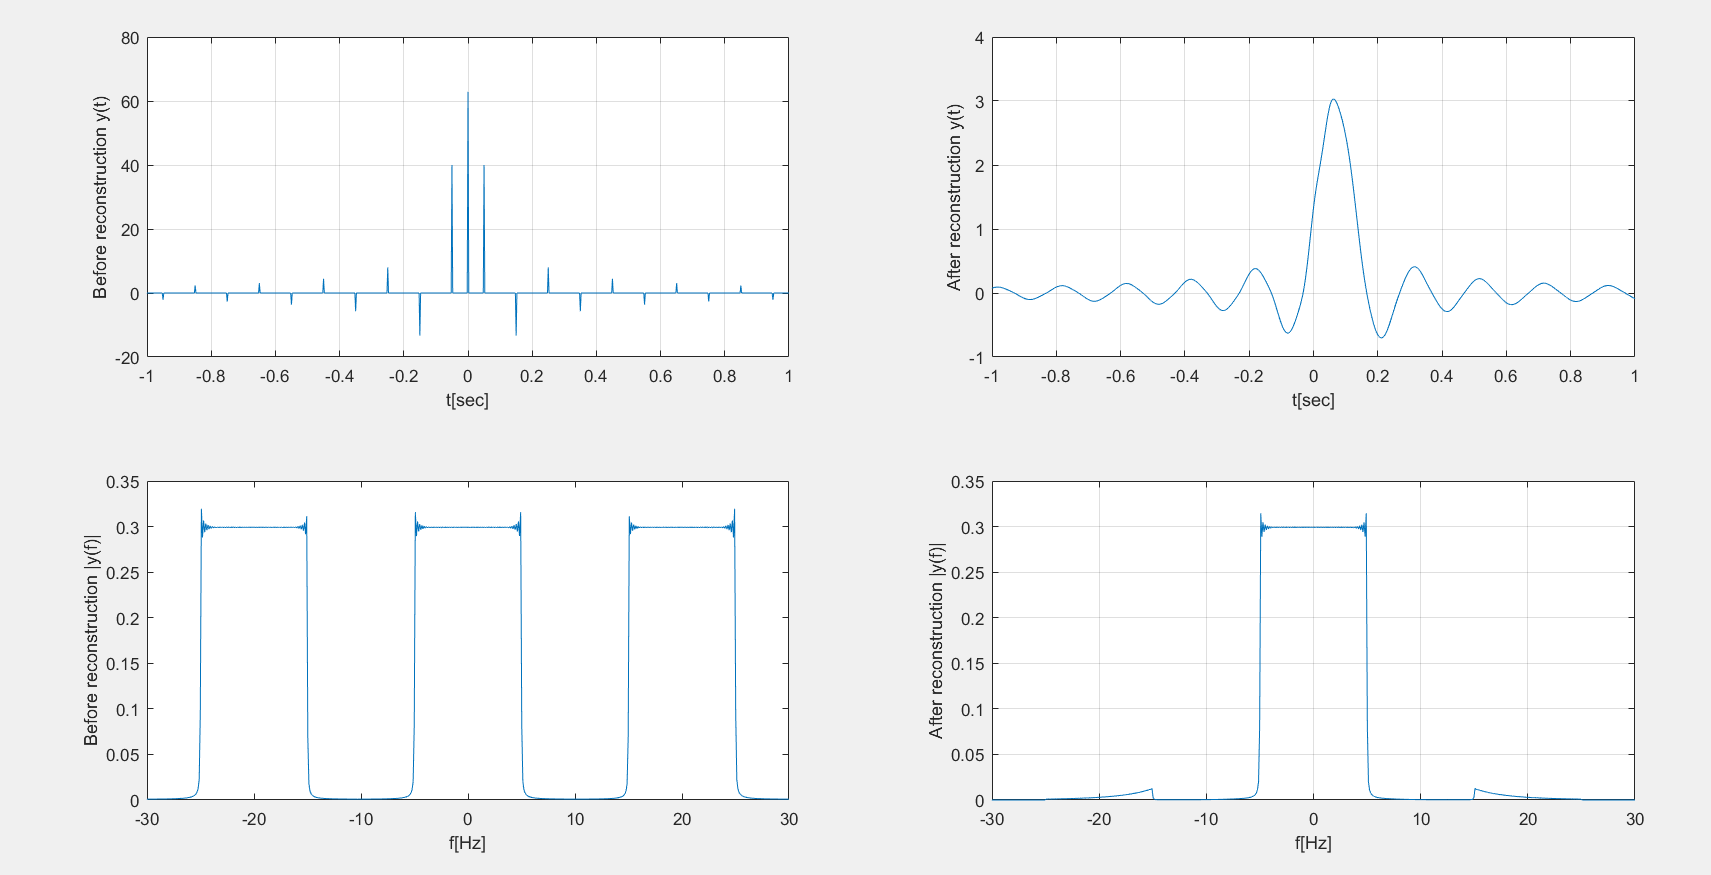 80
60
40
20
0
-20
-1 -0.8 -0.6 -0.4 -0.2 0 0.2 0.4 0.6 0.8 1
t[sec]
Before reconstruction y(t)
4
3
2
1
0
-1
-1 -0.8 -0.6 -0.4 -0.2 0 0.2 0.4 0.6 0.8 1
t[sec]
After reconstruction y(t)
0.35
0.3
0.25
0.2
0.15
0.1
0.05
0
-30 -20 -10 0 10 20 30
f[Hz]
Before reconstruction |y(f)|
0.35
0.3
0.25
0.2
0.15
0.1
0.05
0
-30 -20 -10 0 10 20 30
f[Hz]
After reconstruction |y(f)|